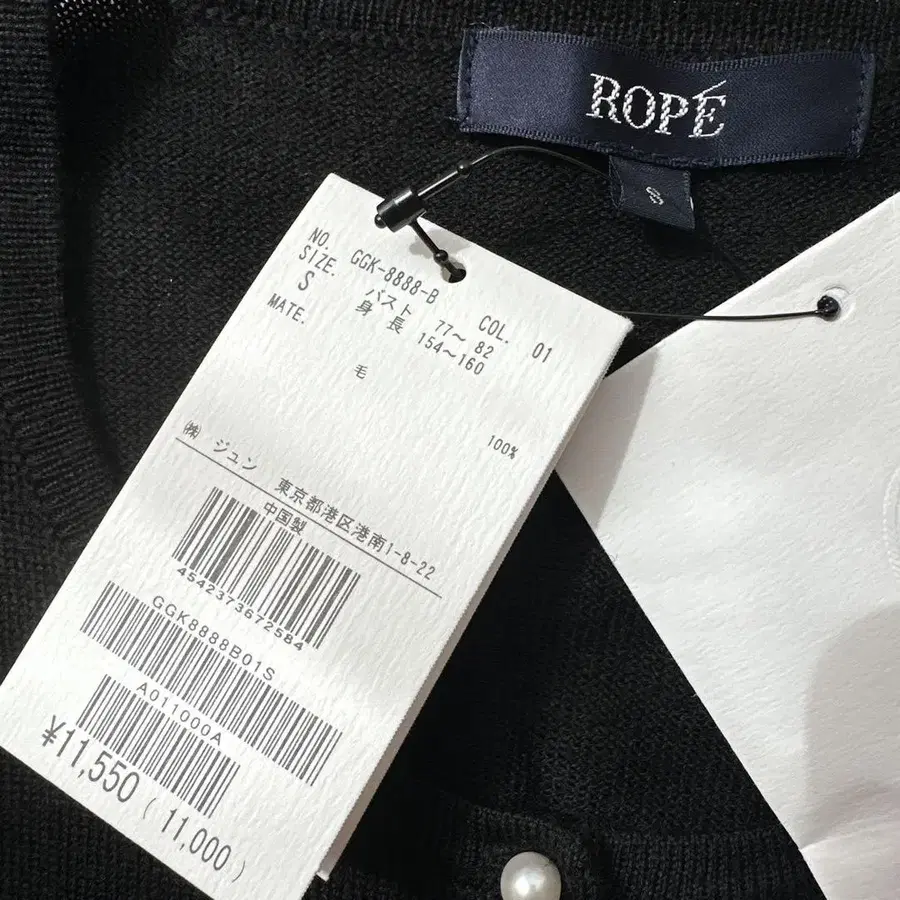 ROPÉ
S
NO. GGK-8888-B COL. 01
SIZE.
S バスト 77〜 82
身 長 154〜160
MATE.
毛 100%
㈱ ジュン 東京都港区港南1-8-22
中国製
4542373672584
GGK8888B01S
A011000A
¥11,550 (11,000)